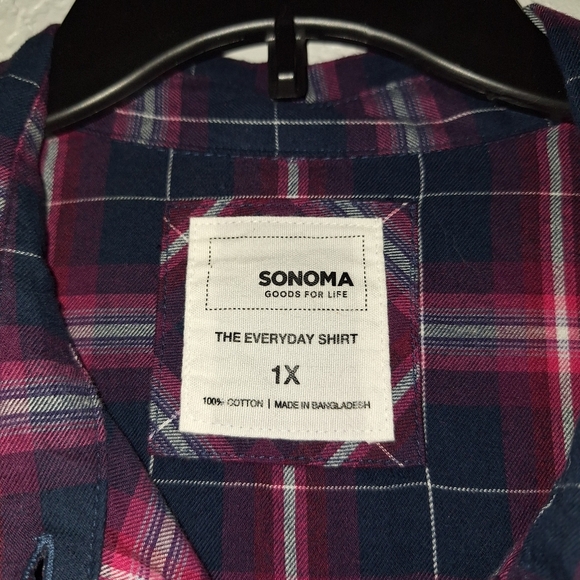 SONOMA
GOODS FOR LIFE
THE EVERYDAY SHIRT
1X
100% COTTON | MADE IN BANGLADESH